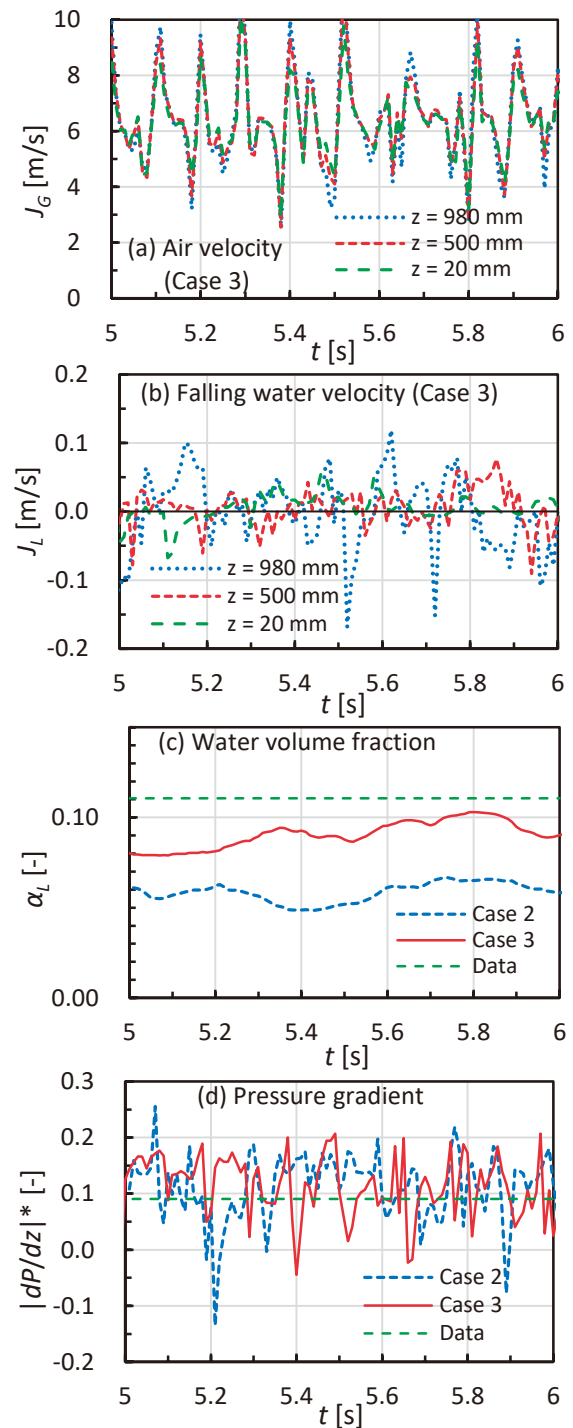 10
8
6
4
2
0
J_G [m/s]
z = 980 mm
(a) Air velocity
z = 500 mm
(Case 3)
z = 20 mm
5 5.2 5.4 5.6 5.8 6
t [s]
0.2
0.1
0.0
-0.1
-0.2
J_L [m/s]
(b) Falling water velocity (Case 3)
z = 980 mm
z = 500 mm
z = 20 mm
5 5.2 5.4 5.6 5.8 6
t [s]
(c) Water volume fraction
0.10
0.00
α_L [-]
Case 2
Case 3
Data
5 5.2 5.4 5.6 5.8 6
t [s]
0.3
0.2
0.1
0.0
-0.1
-0.2
|dP/dz|* [-]
(d) Pressure gradient
Case 2
Case 3
Data
5 5.2 5.4 5.6 5.8 6
t [s]